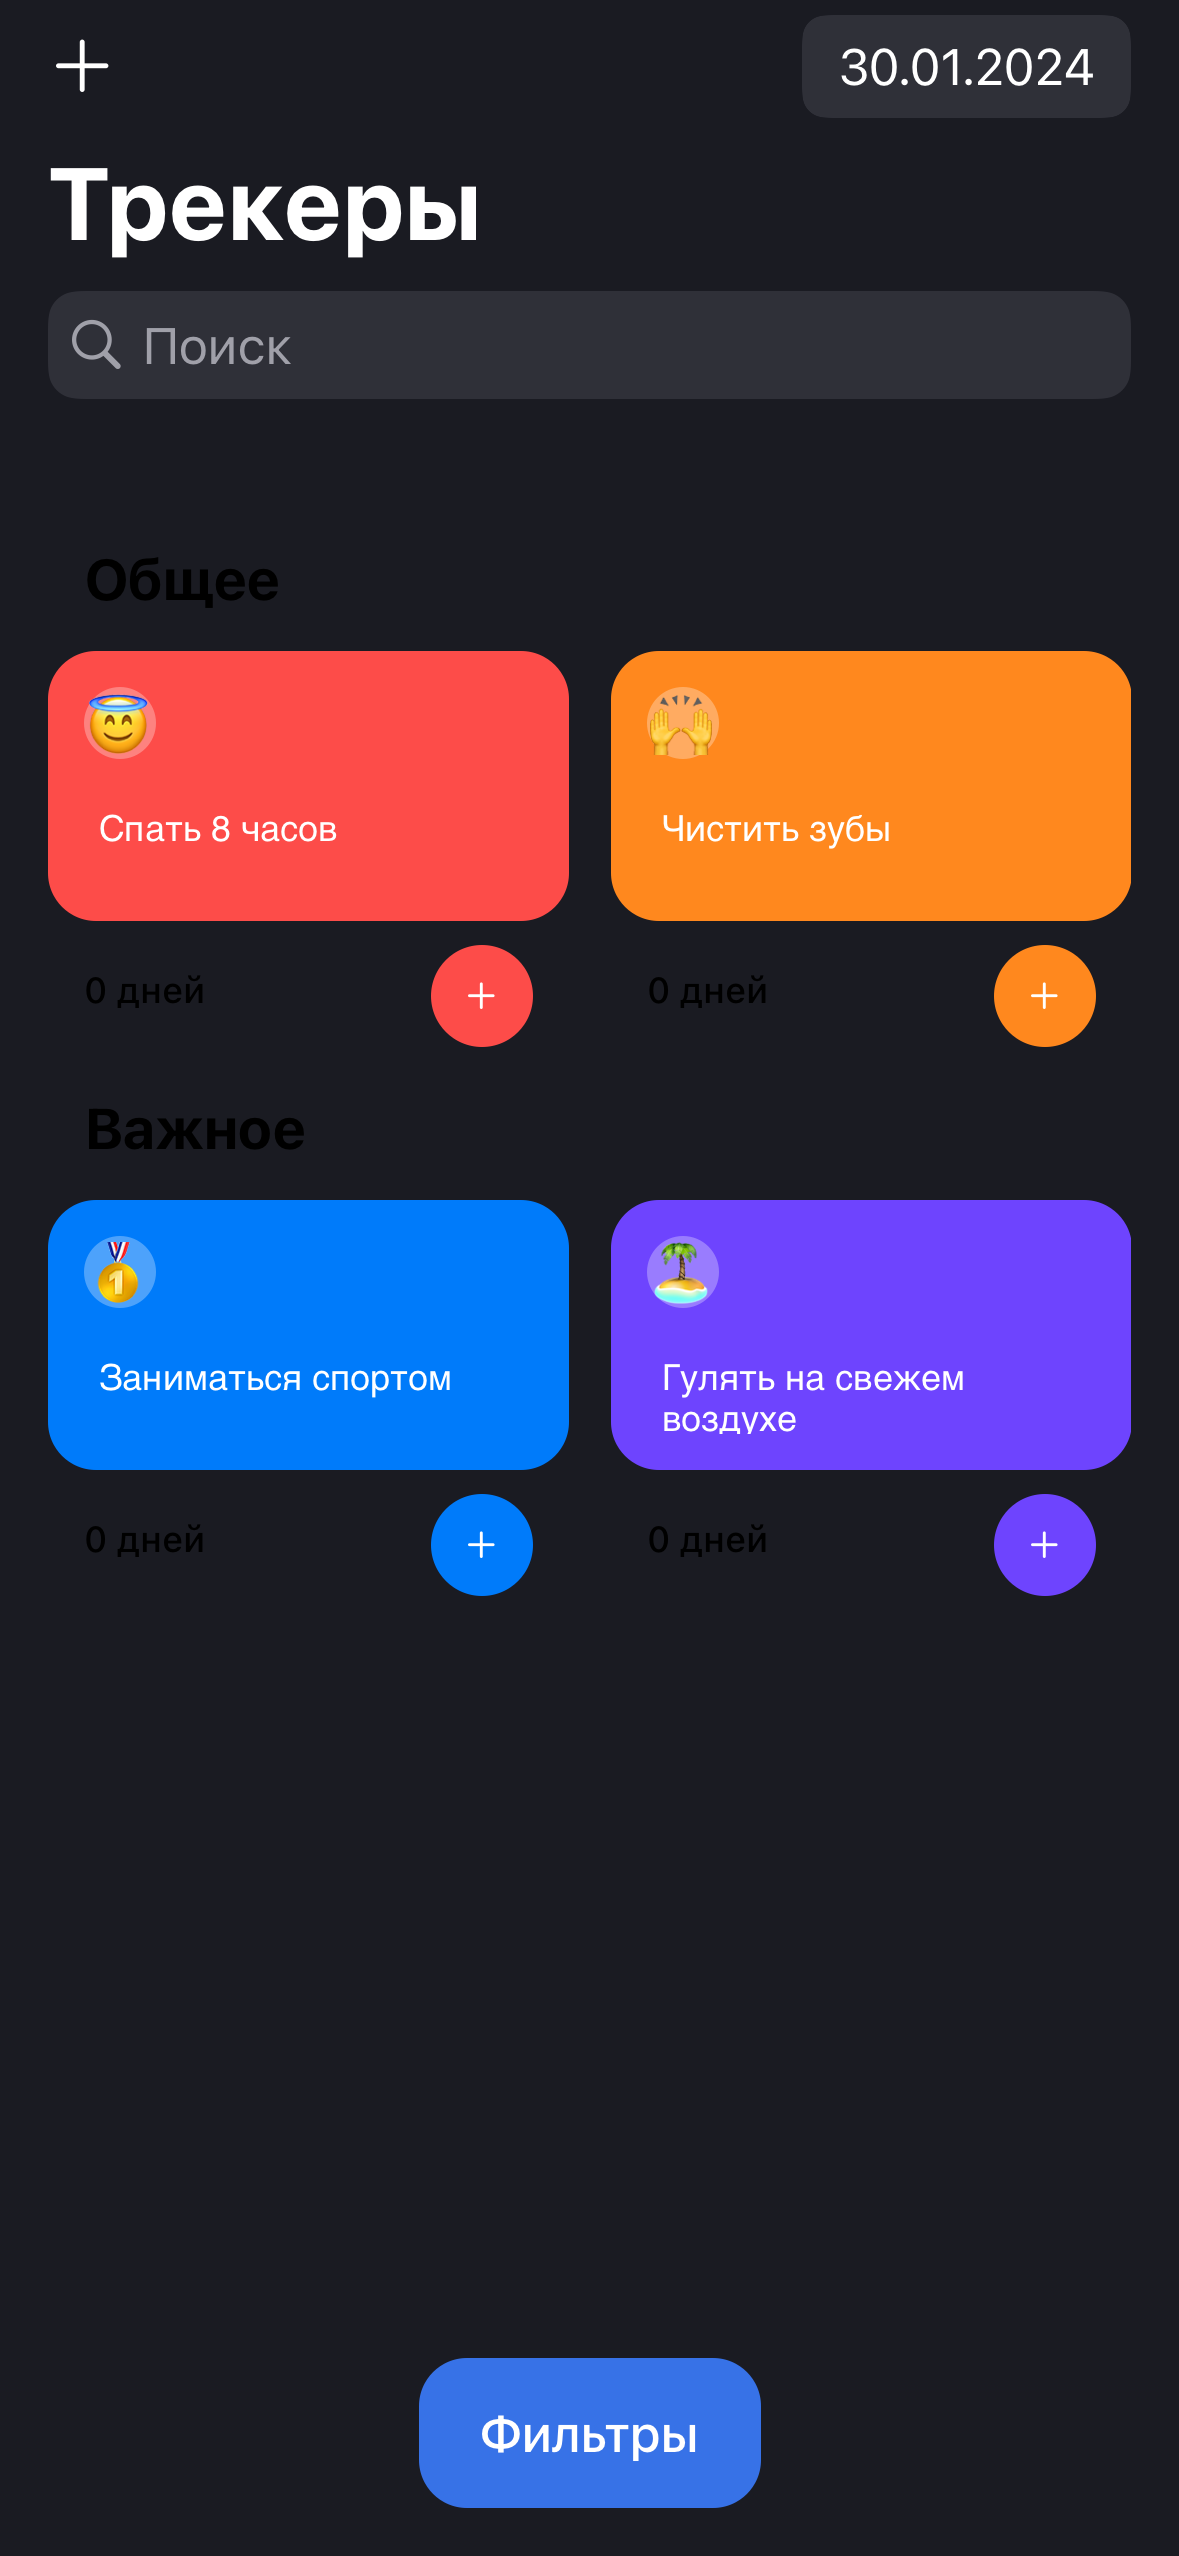 30.01.2024
Трекеры
Поиск
Общее
Спать 8 часов
Чистить зубы
0 дней
0 дней
Важное
Заниматься спортом
Гулять на свежем
воздухе
0 дней
0 дней
Фильтры